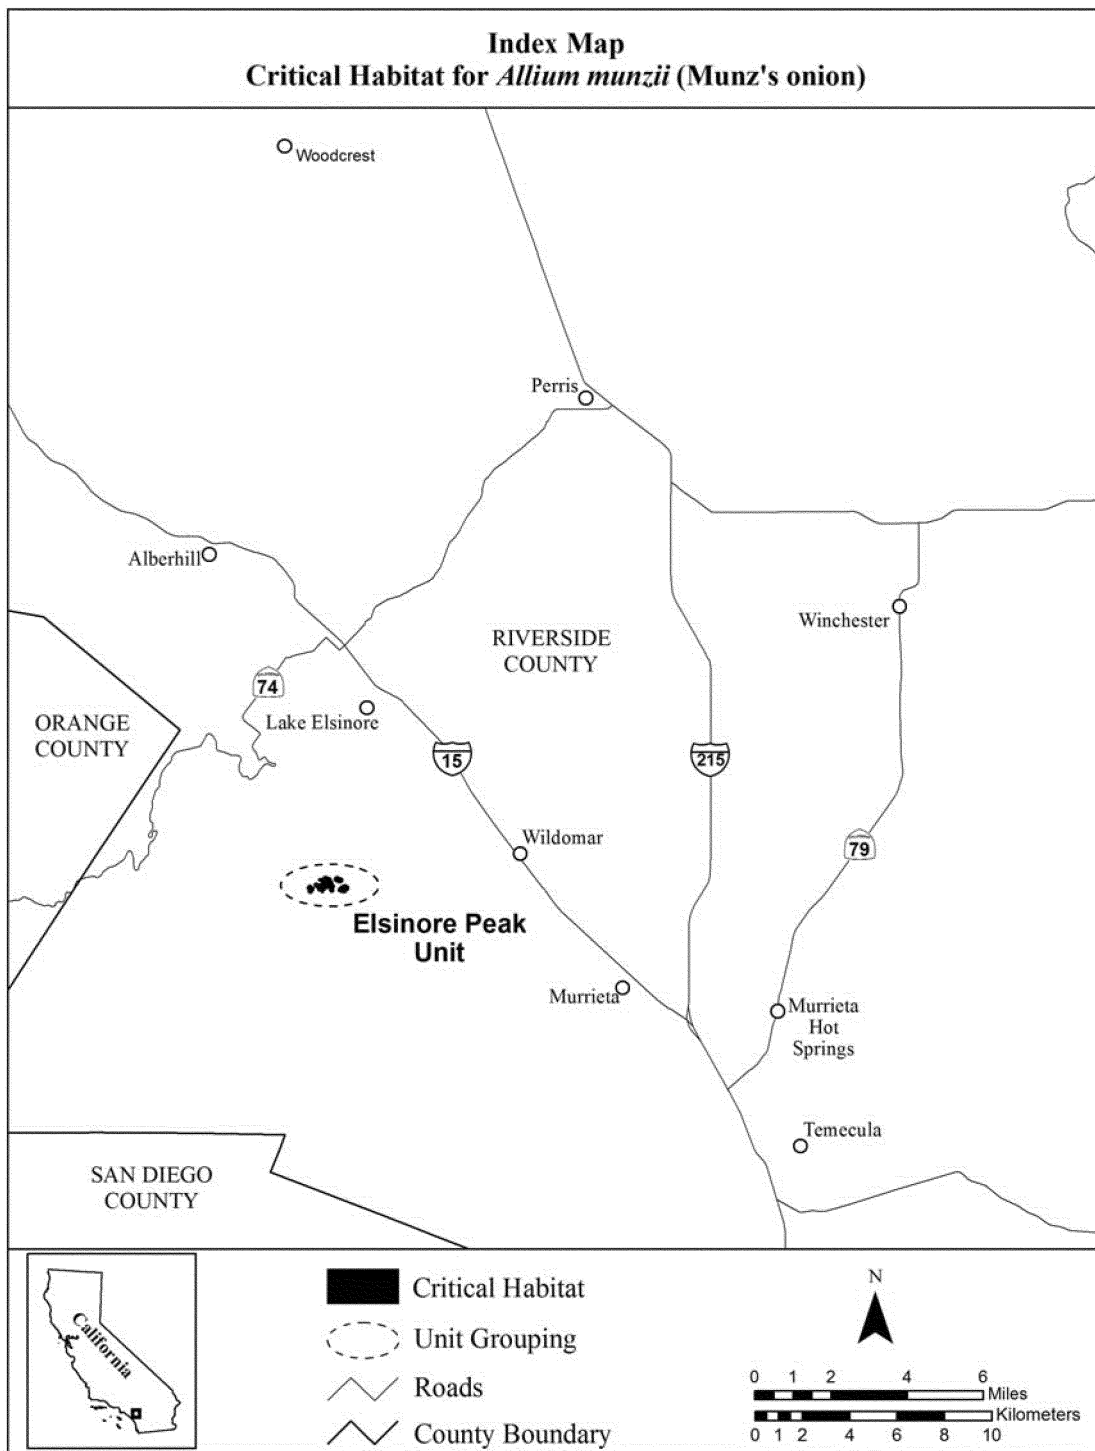 Index Map
Critical Habitat for Allium munzii (Munz's onion)
Woodcrest
Perris
Alberhill
Winchester
RIVERSIDE
COUNTY
74
ORANGE
COUNTY
Lake Elsinore
15
215
Wildomar
79
Elsinore Peak
Unit
Murrieta
Murrieta
Hot
Springs
Temecula
SAN DIEGO
COUNTY
California
Critical Habitat
Unit Grouping
Roads
County Boundary
N
0 1 2 4 6
Miles
Kilometers
0 1 2 4 6 8 10